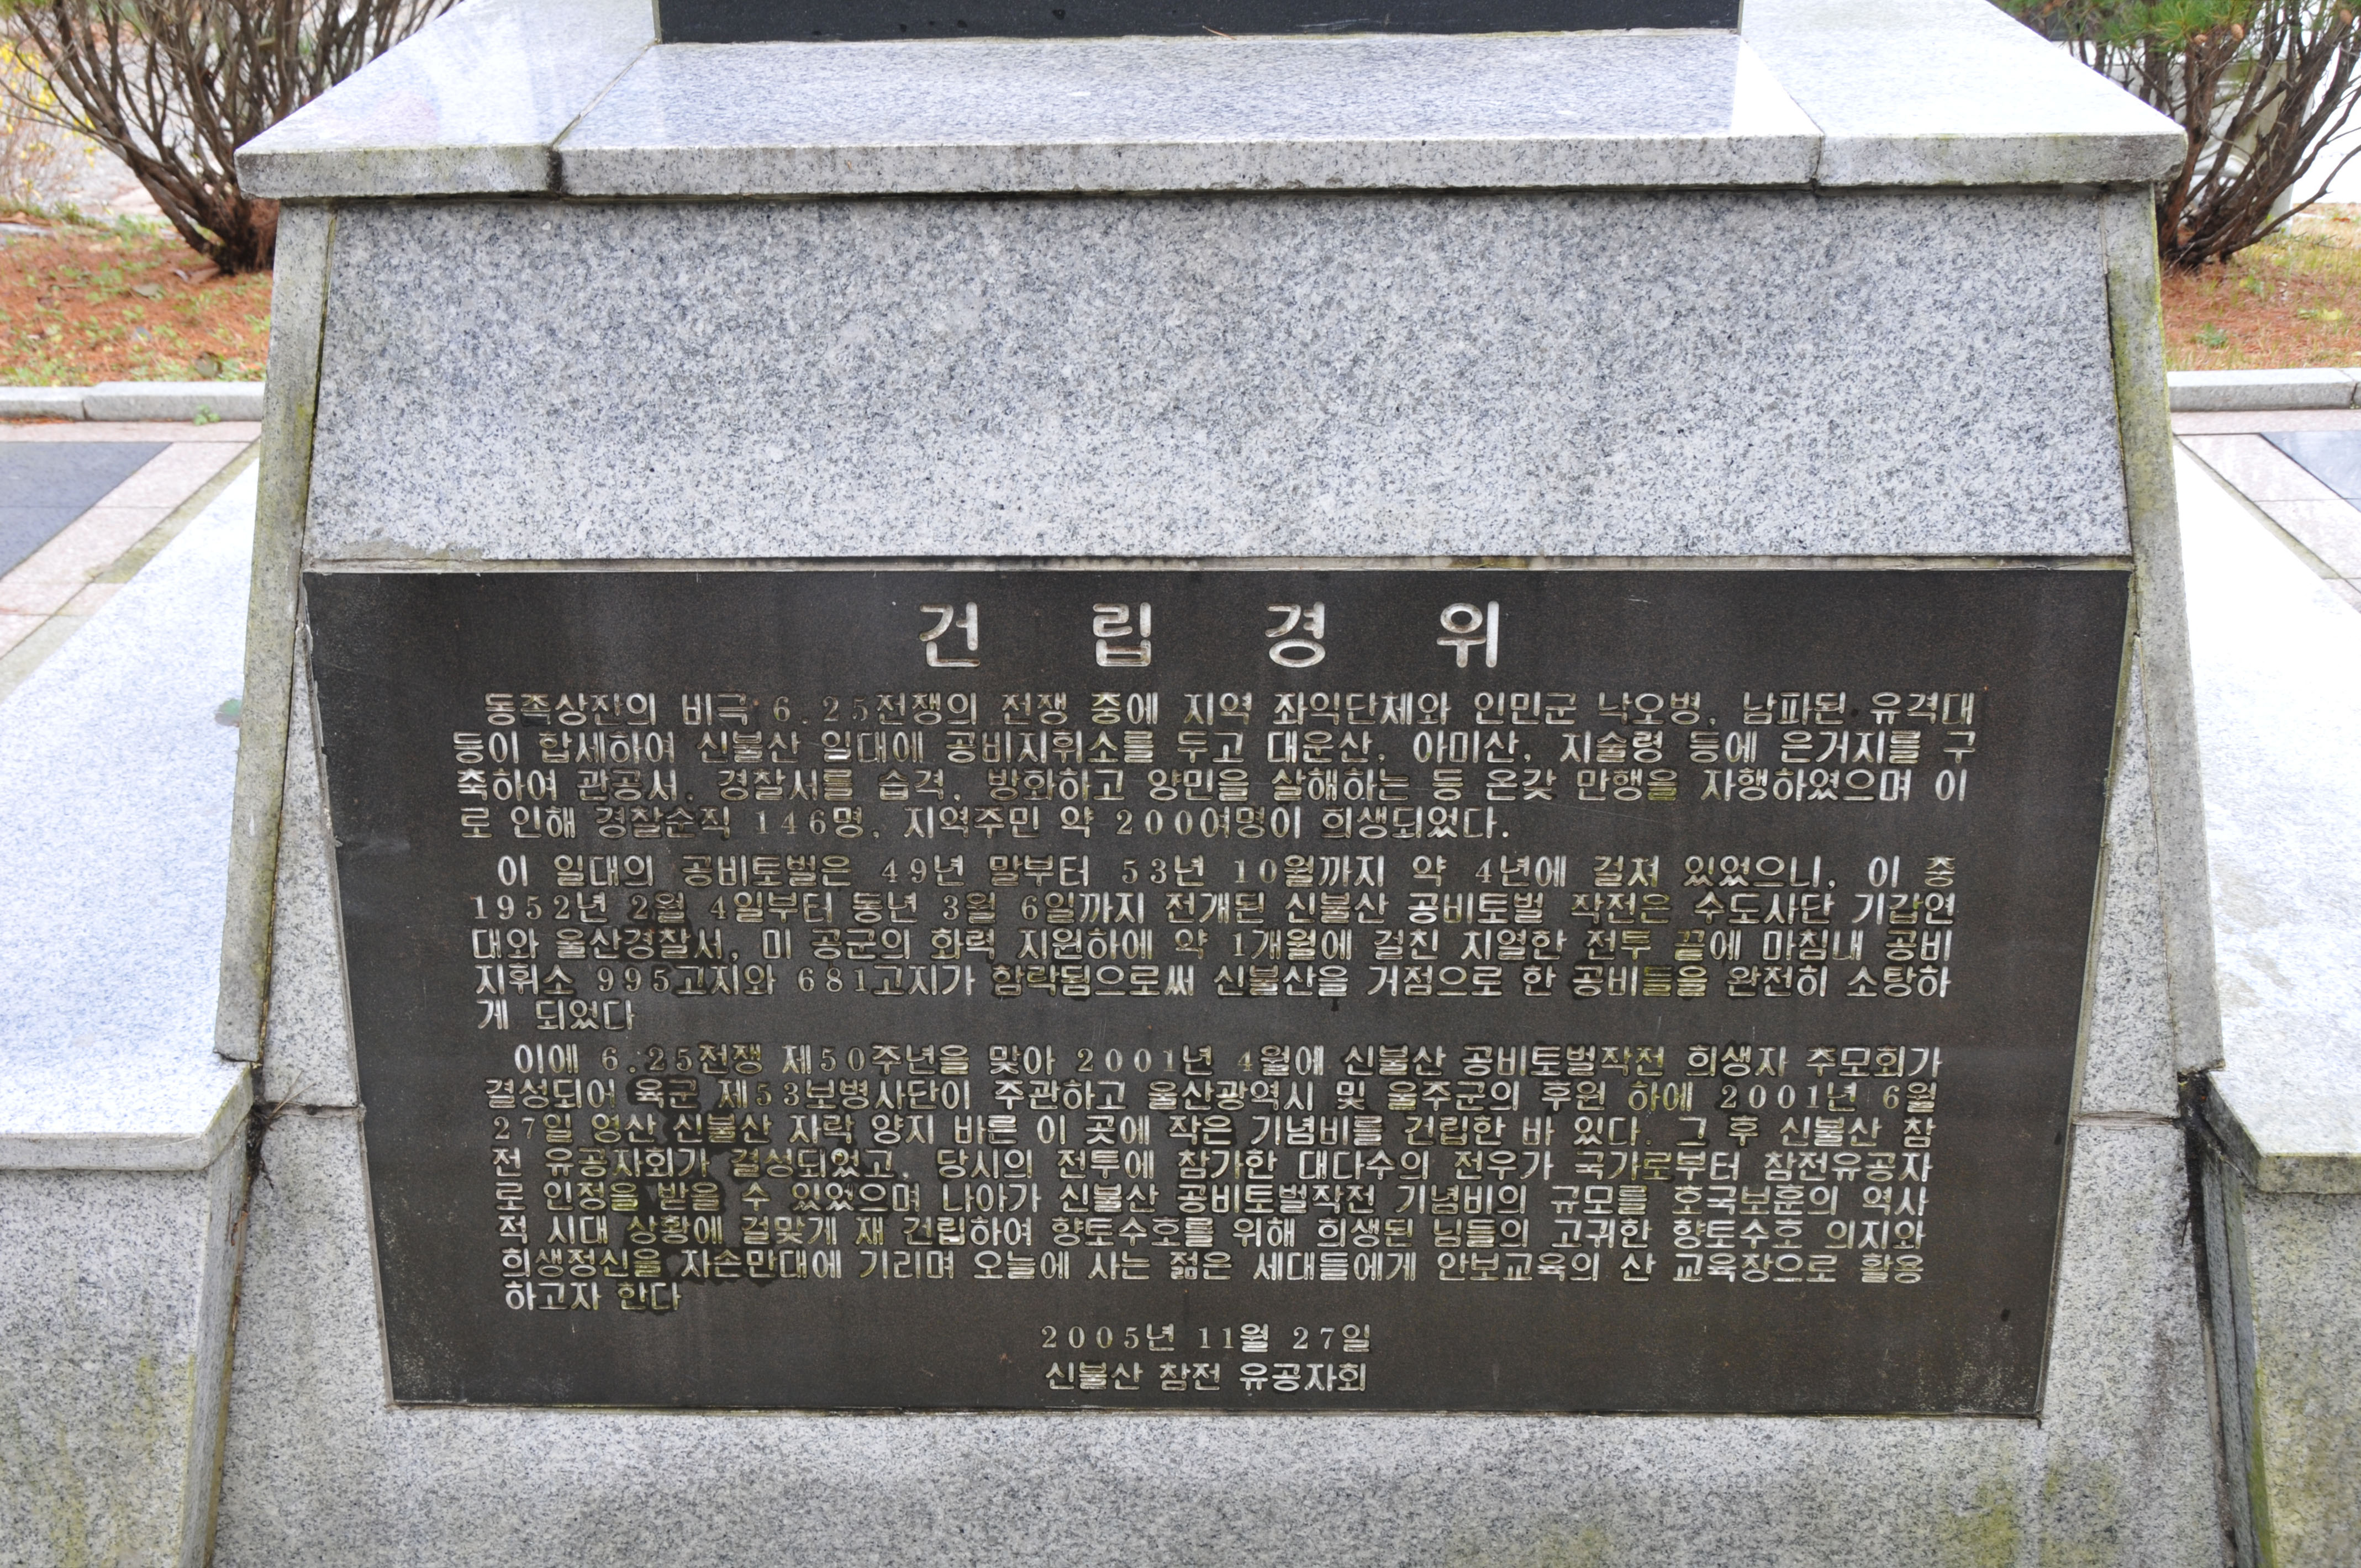 건 립 경 위
동족상잔의 비극 6.25전쟁의 전쟁 중에 지역 좌익단체와 인민군 낙오병, 남파된 유격대
등이 합세하여 신불산 일대에 공비지휘소를 두고 대운산, 아미산, 지술령 등에 은거지를 구
축하여 관공서, 경찰서를 습격, 방화하고 양민을 살해하는 등 온갖 만행을 자행하였으며 이
로 인해 경찰순직 146명, 지역주민 약 200여명이 희생되었다.
이 일대의 공비토벌은 49년 말부터 53년 10월까지 약 4년에 걸쳐 있었으니, 이 중
1952년 2월 4일부터 동년 3월 6일까지 전개된 신불산 공비토벌 작전은 수도사단 기갑연
대와 울산경찰서, 미 공군의 화력 지원하에 약 1개월에 걸친 치열한 전투 끝에 마침내 공비
지휘소 995고지와 681고지가 함락됨으로써 신불산을 거점으로 한 공비들을 완전히 소탕하
게 되었다
이에 6.25전쟁 제50주년을 맞아 2001년 4월에 신불산 공비토벌작전 희생자 추모회가
결성되어 육군 제53보병사단이 주관하고 울산광역시 및 울주군의 후원 하에 2001년 6월
27일 영산 신불산 자락 양지 바른 이 곳에 작은 기념비를 건립한 바 있다. 그 후 신불산 참
전 유공자회가 결성되었고, 당시의 전투에 참가한 대다수의 전우가 국가로부터 참전유공자
로 인정을 받을 수 있었으며 나아가 신불산 공비토벌작전 기념비의 규모를 호국보훈의 역사
적 시대 상황에 걸맞게 재 건립하여 향토수호를 위해 희생된 님들의 고귀한 향토수호 의지와
희생정신을 자손만대에 기리며 오늘에 사는 젊은 세대들에게 안보교육의 산 교육장으로 활용
하고자 한다
2005년 11월 27일
신불산 참전 유공자회